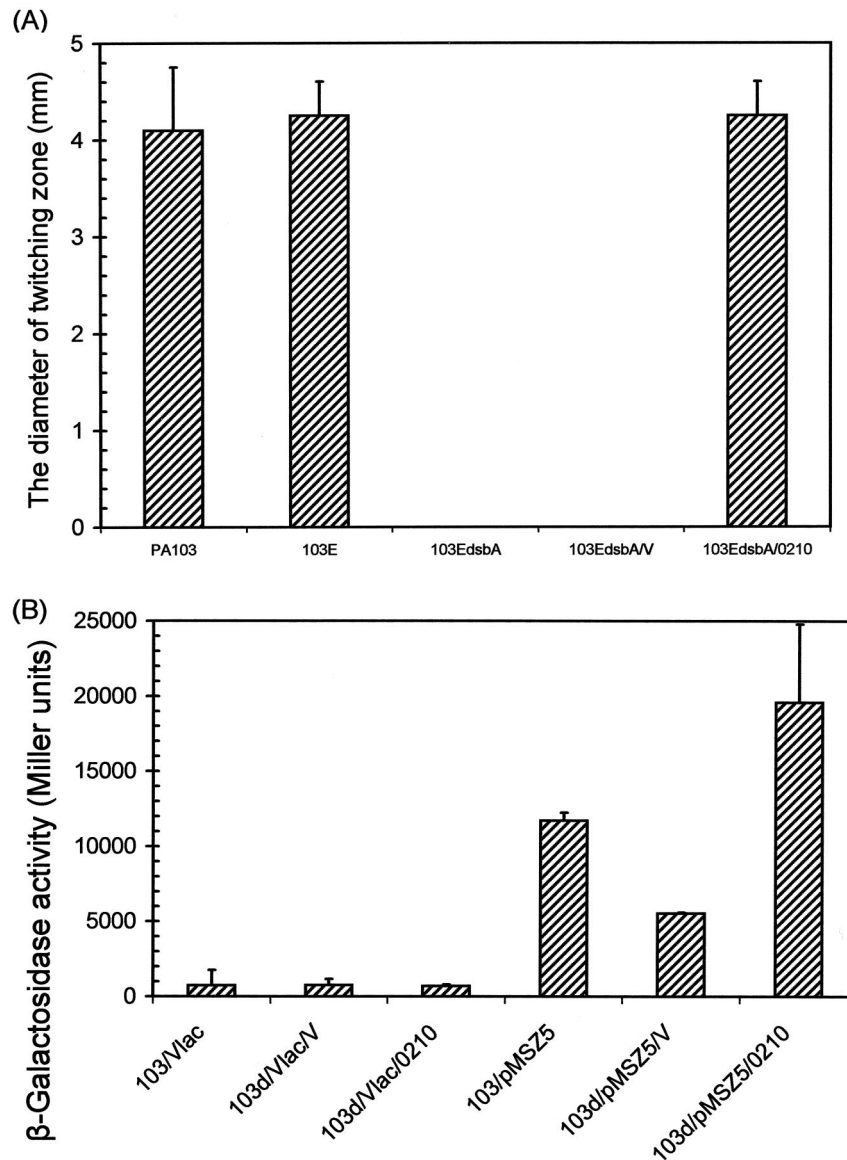 (A)
The diameter of twitching zone (mm)
5
4
3
2
1
0
PA103 103E 103EdsbA 103EdsbA/V 103EdsbA/0210
(B)
β-Galactosidase activity (Miller units)
25000
20000
15000
10000
5000
0
103/Vlac 103d/Vlac/V 103d/Vlac/0210 103/pMSZ5 103d/pMSZ5/V 103d/pMSZ5/0210